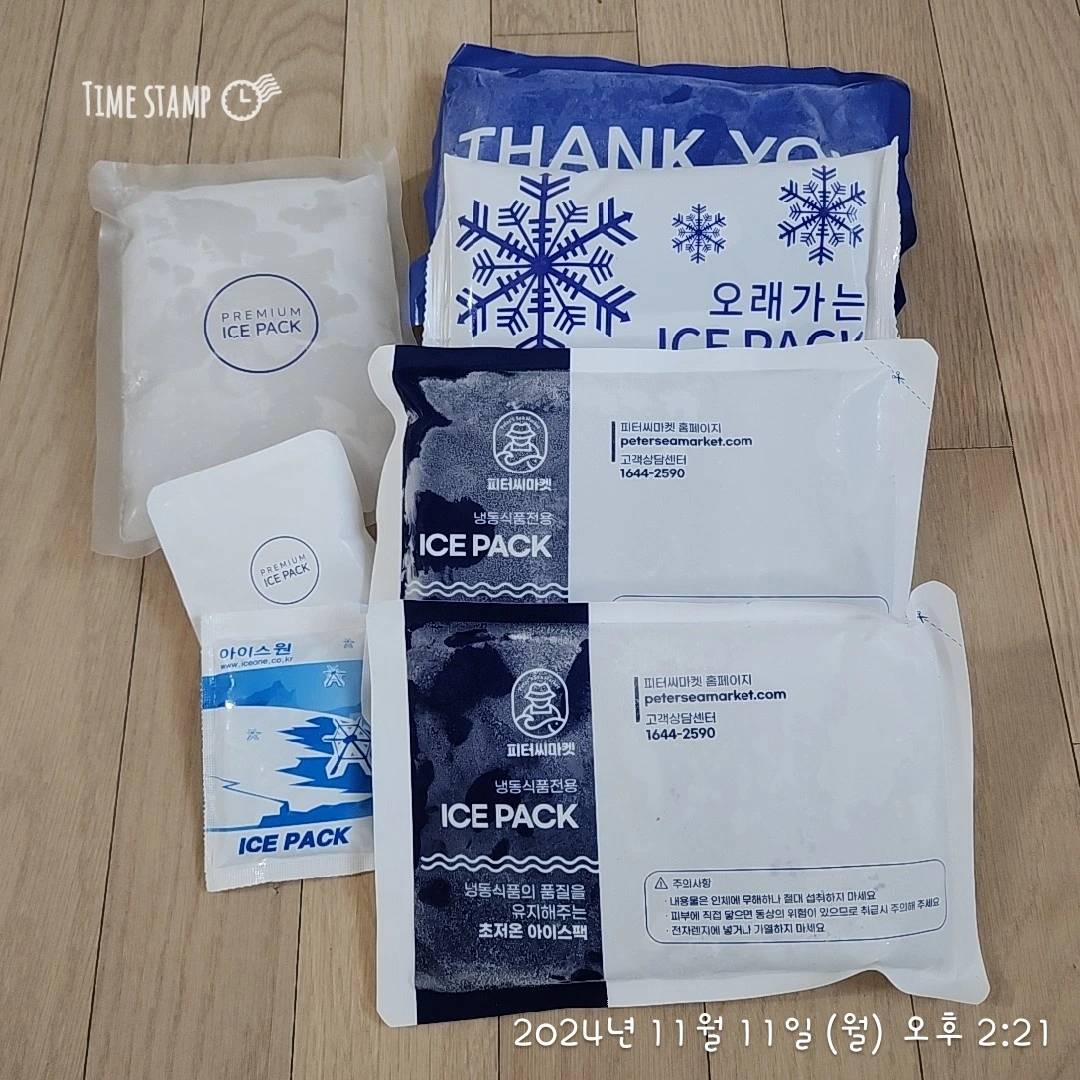 TIME STAMP
THANK YOU
오래가는
ICE PACK
PREMIUM
ICE PACK
PREMIUM
ICE PACK
아이스원
www.iceone.co.kr
ICE PACK
피터씨마켓
냉동식품전용
ICE PACK
피터씨마켓 홈페이지
peterseamarket.com
고객상담센터
1644-2590
피터씨마켓
냉동식품전용
ICE PACK
냉동식품의 품질을
유지해주는
초저온 아이스팩
피터씨마켓 홈페이지
peterseamarket.com
고객상담센터
1644-2590
주의사항
· 내용물은 인체에 무해하나 절대 섭취하지 마세요
· 피부에 직접 닿으면 동상의 위험이 있으므로 취급시 주의해 주세요
· 전자렌지에 넣거나 가열하지 마세요
2024년 11월 11일 (월) 오후 2:21